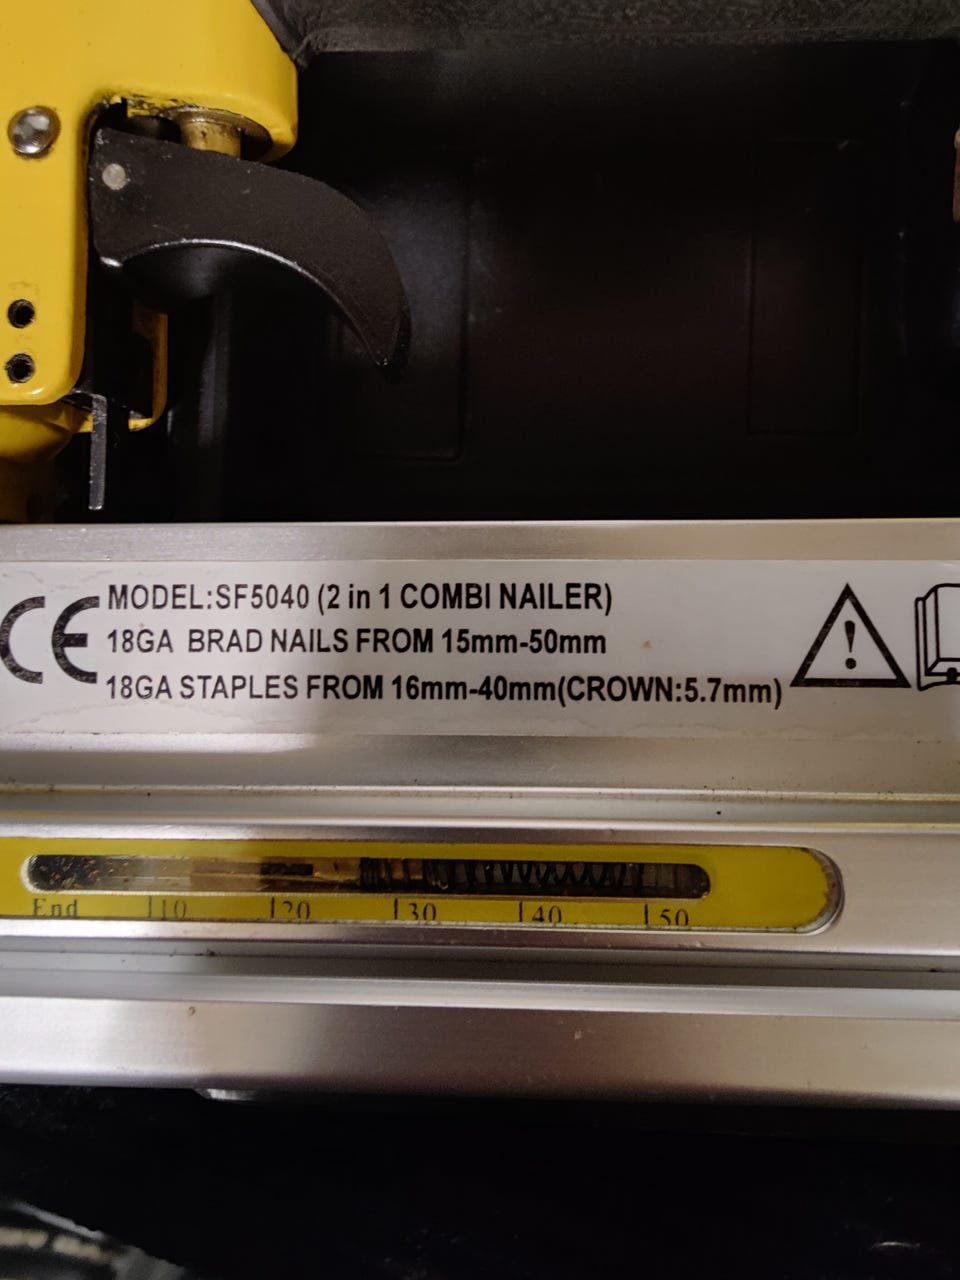 CE
MODEL:SF5040 (2 in 1 COMBI NAILER)
18GA BRAD NAILS FROM 15mm-50mm
18GA STAPLES FROM 16mm-40mm(CROWN:5.7mm)
!
End |10 |20 |30 |40 |50